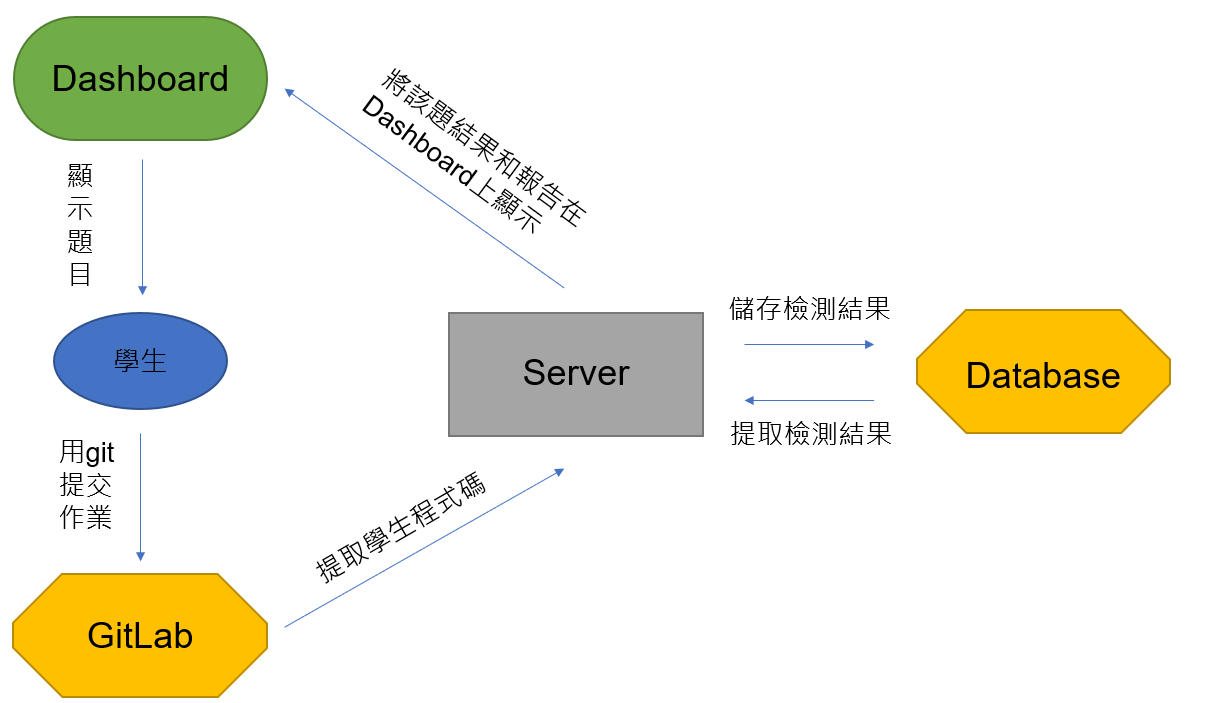 Dashboard
將該題結果和報告在
Dashboard上顯示
顯
示
題
目
學生
Server
儲存檢測結果
Database
提取檢測結果
用git
提交
作業
提取學生程式碼
GitLab